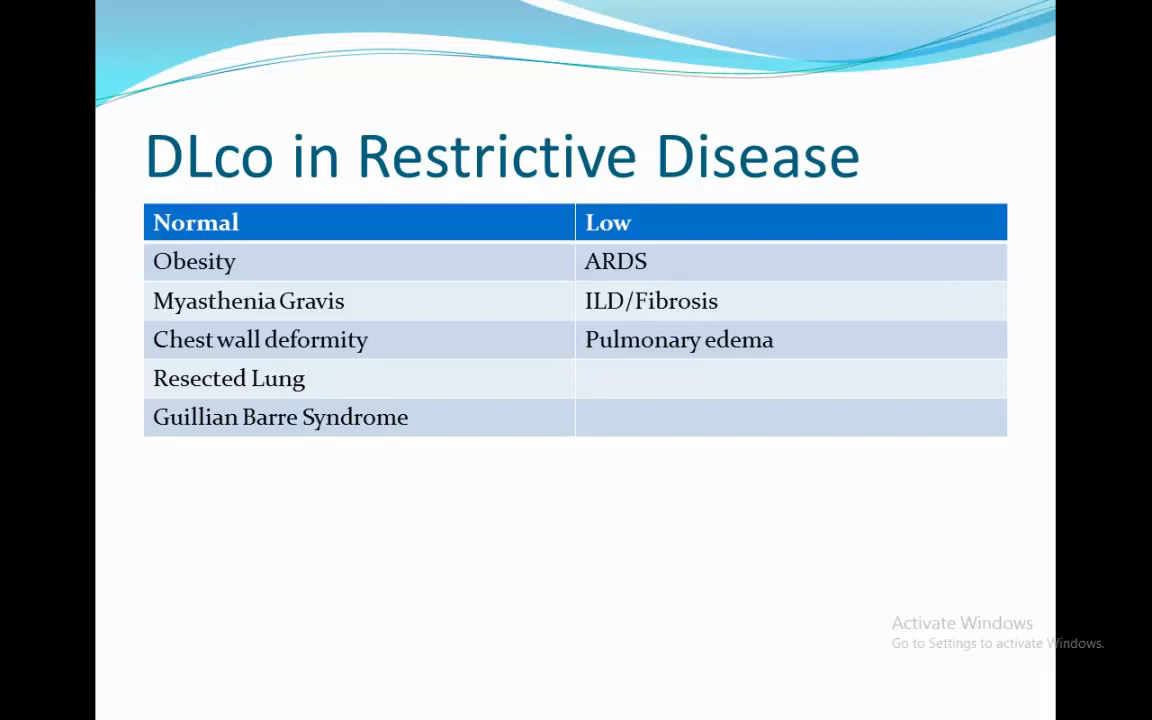 DLco in Restrictive Disease
Normal Low
Obesity ARDS
Myasthenia Gravis ILD/Fibrosis
Chest wall deformity Pulmonary edema
Resected Lung
Guillian Barre Syndrome
Activate Windows
Go to Settings to activate Windows.